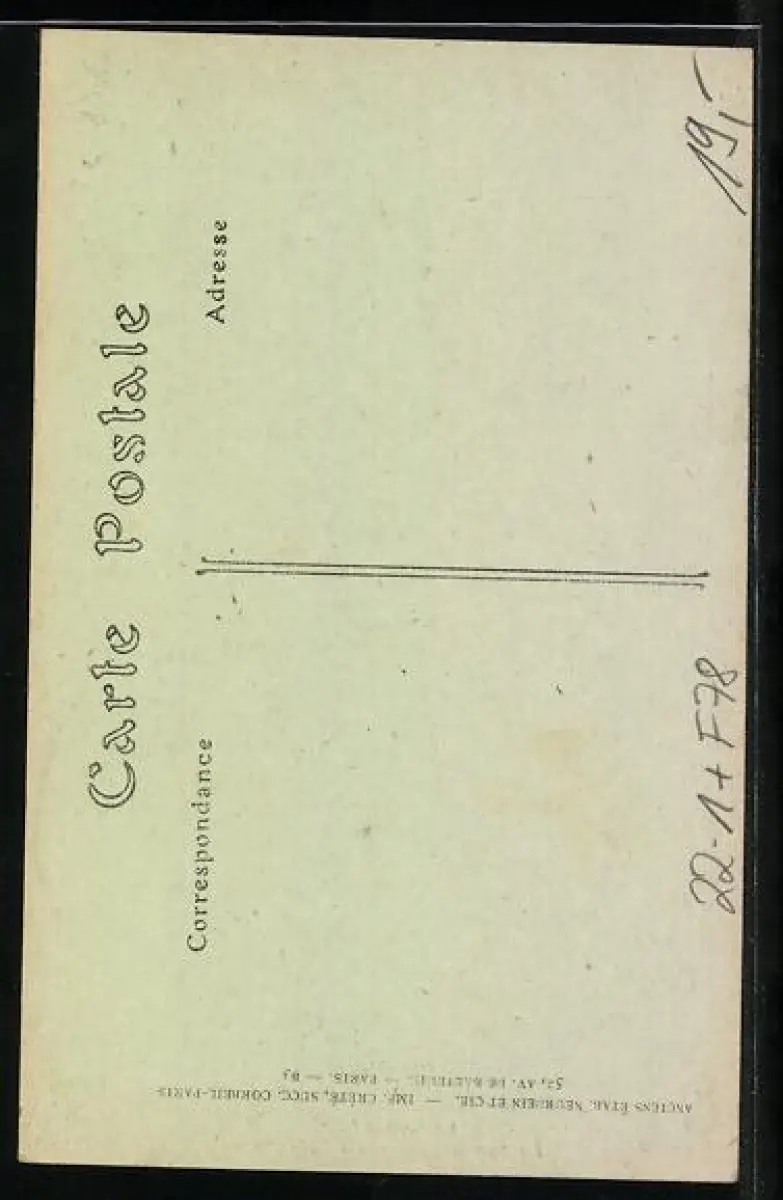 Carte Postale
Correspondance
Adresse
ANCIENS ÉTAB. NEURDEIN ET CIE. — IMP. CRÉTÉ, SUCC. CORBEIL-PARIS
52, AV. DE BRETEUIL. — PARIS. —
22-1+F78
19,-